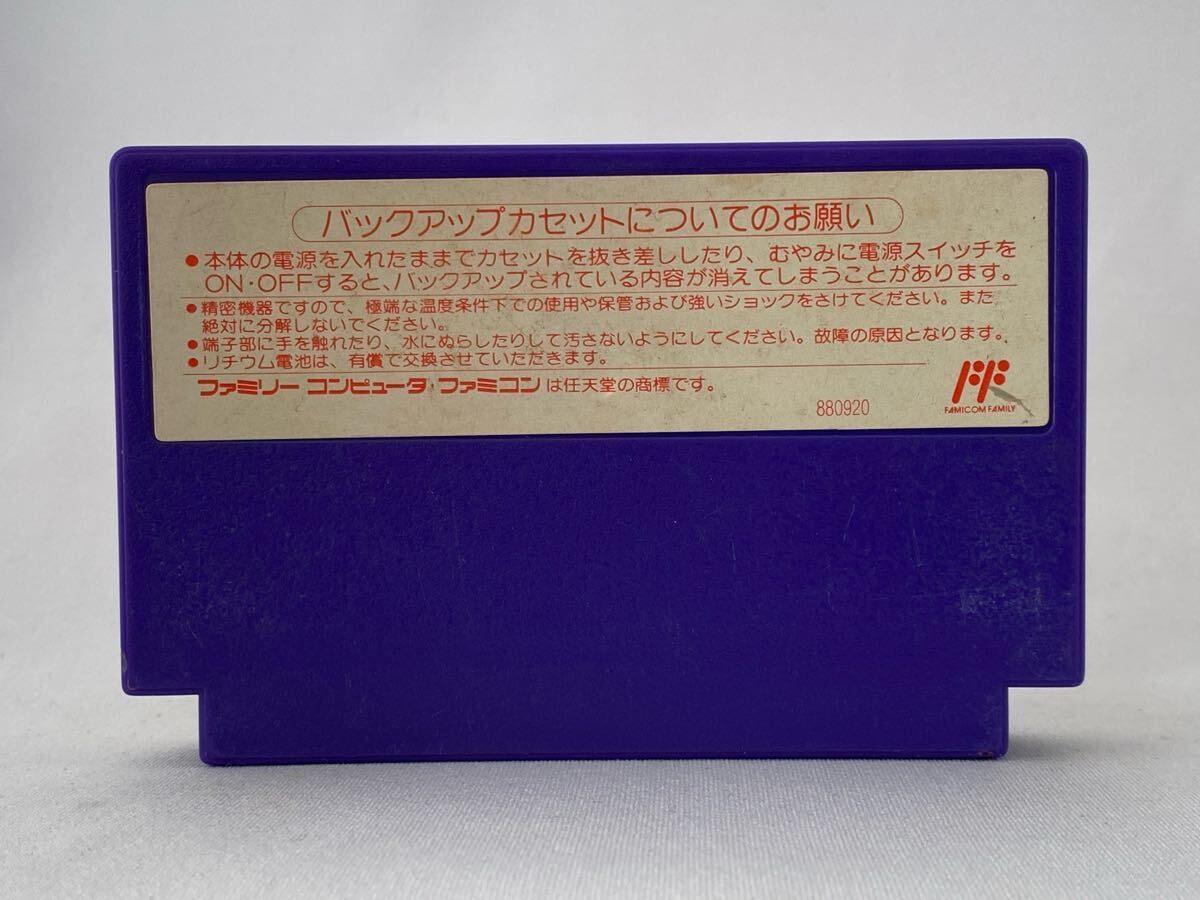 バックアップカセットについてのお願い
●本体の電源を入れたままでカセットを抜き差ししたり、むやみに電源スイッチを
ON・OFFすると、バックアップされている内容が消えてしまうことがあります。
●精密機器ですので、極端な温度条件下での使用や保管および強いショックをさけてください。また
絶対に分解しないでください。
●端子部に手を触れたり、水にぬらしたりして汚さないようにしてください。故障の原因となります。
●リチウム電池は、有償で交換させていただきます。
ファミリーコンピュータ・ファミコンは任天堂の商標です。
880920
FAMICOM FAMILY